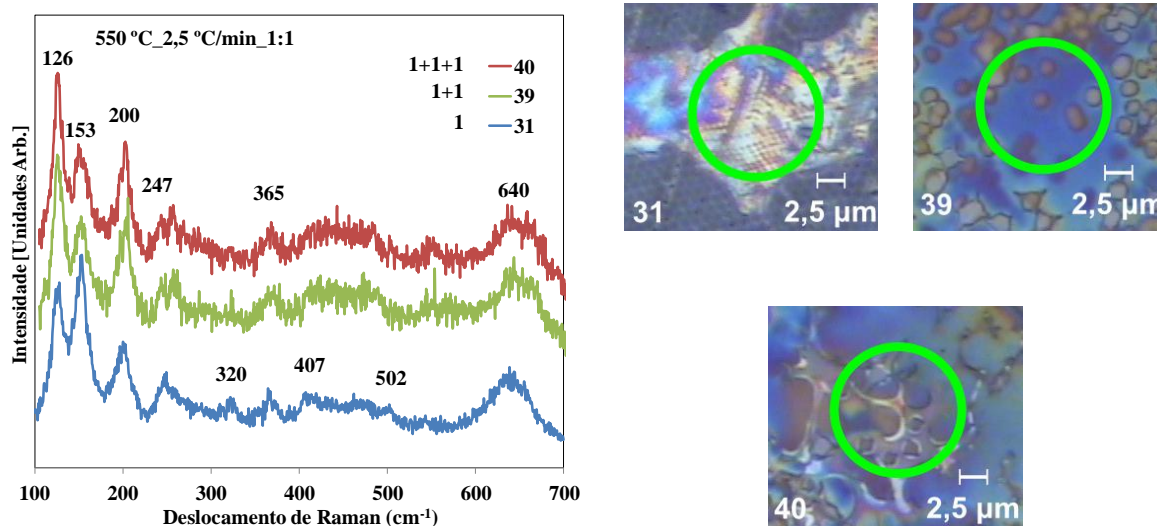 550 ºC_2,5 ºC/min_1:1
126
153
200
247
365
640
320
407
502
1+1+1 40
1+1 39
1 31
Intensidade [Unidades Arb.]
100 200 300 400 500 600 700
Deslocamento de Raman (cm-1)
31 2,5 µm
39 2,5 µm
40 2,5 µm